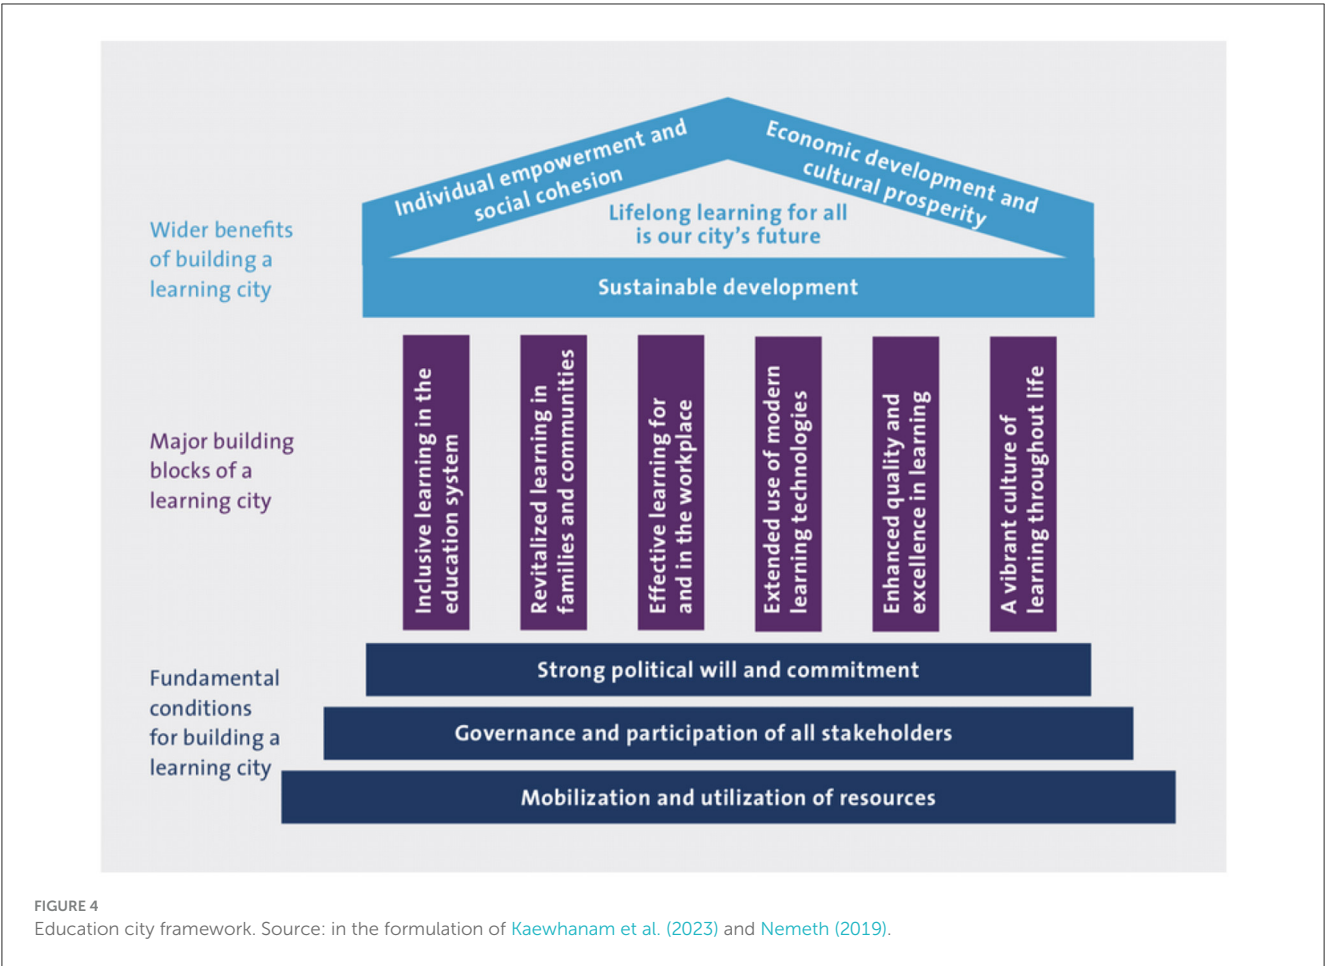 Individual empowerment and
social cohesion
Economic development and
cultural prosperity
Lifelong learning for all
is our city's future
Wider benefits
of building a
learning city
Sustainable development
Major building
blocks of a
learning city
Inclusive learning in the
education system
Revitalized learning in
families and communities
Effective learning for
and in the workplace
Extended use of modern
learning technologies
Enhanced quality and
excellence in learning
A vibrant culture of
learning throughout life
Fundamental
conditions
for building a
learning city
Strong political will and commitment
Governance and participation of all stakeholders
Mobilization and utilization of resources
FIGURE 4
Education city framework. Source: in the formulation of Kaewhanam et al. (2023) and Nemeth (2019).